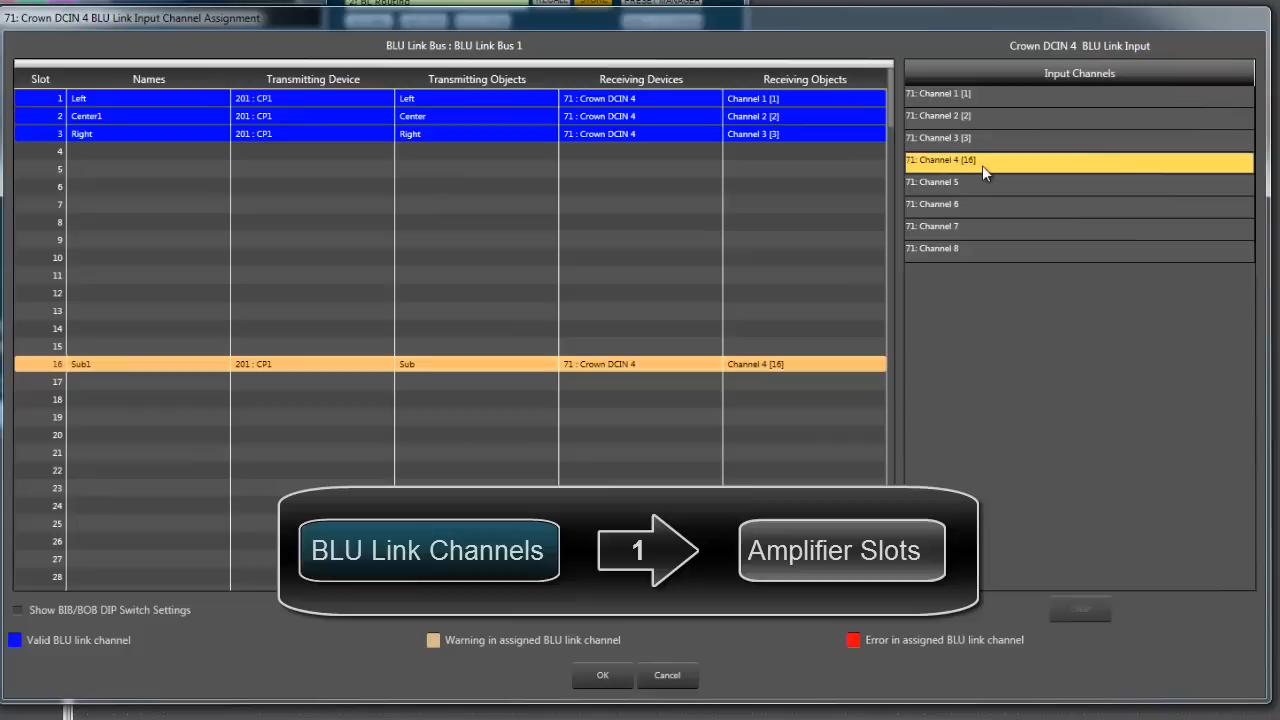 2: BL Routing RECALL STORE PRESET MANAGER
71: Crown DCIN 4 BLU Link Input Channel Assignment
BLU Link Bus : BLU Link Bus 1
Crown DCIN 4 BLU Link Input
Slot Names Transmitting Device Transmitting Objects Receiving Devices Receiving Objects
Input Channels
1 Left 201 : CP1 Left 71 : Crown DCIN 4 Channel 1 [1]
2 Center1 201 : CP1 Center 71 : Crown DCIN 4 Channel 2 [2]
3 Right 201 : CP1 Right 71 : Crown DCIN 4 Channel 3 [3]
4
5
6
7
8
9
10
11
12
13
14
15
16 Sub1 201 : CP1 Sub 71 : Crown DCIN 4 Channel 4 [16]
17
18
19
20
21
22
23
24
25
26
27
28
71: Channel 1 [1]
71: Channel 2 [2]
71: Channel 3 [3]
71: Channel 4 [16]
71: Channel 5
71: Channel 6
71: Channel 7
71: Channel 8
BLU Link Channels 1 Amplifier Slots
Show BIB/BOB DIP Switch Settings
Clear
Valid BLU link channel
Warning in assigned BLU link channel
Error in assigned BLU link channel
OK Cancel